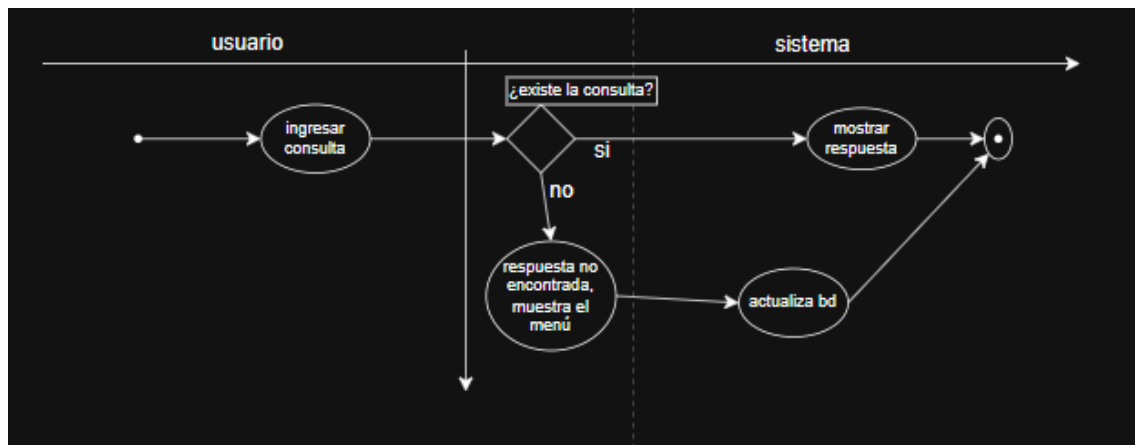 usuario
sistema
¿existe la consulta?
ingresar
consulta
si
mostrar
respuesta
no
respuesta no
encontrada,
muestra el
menú
actualiza bd